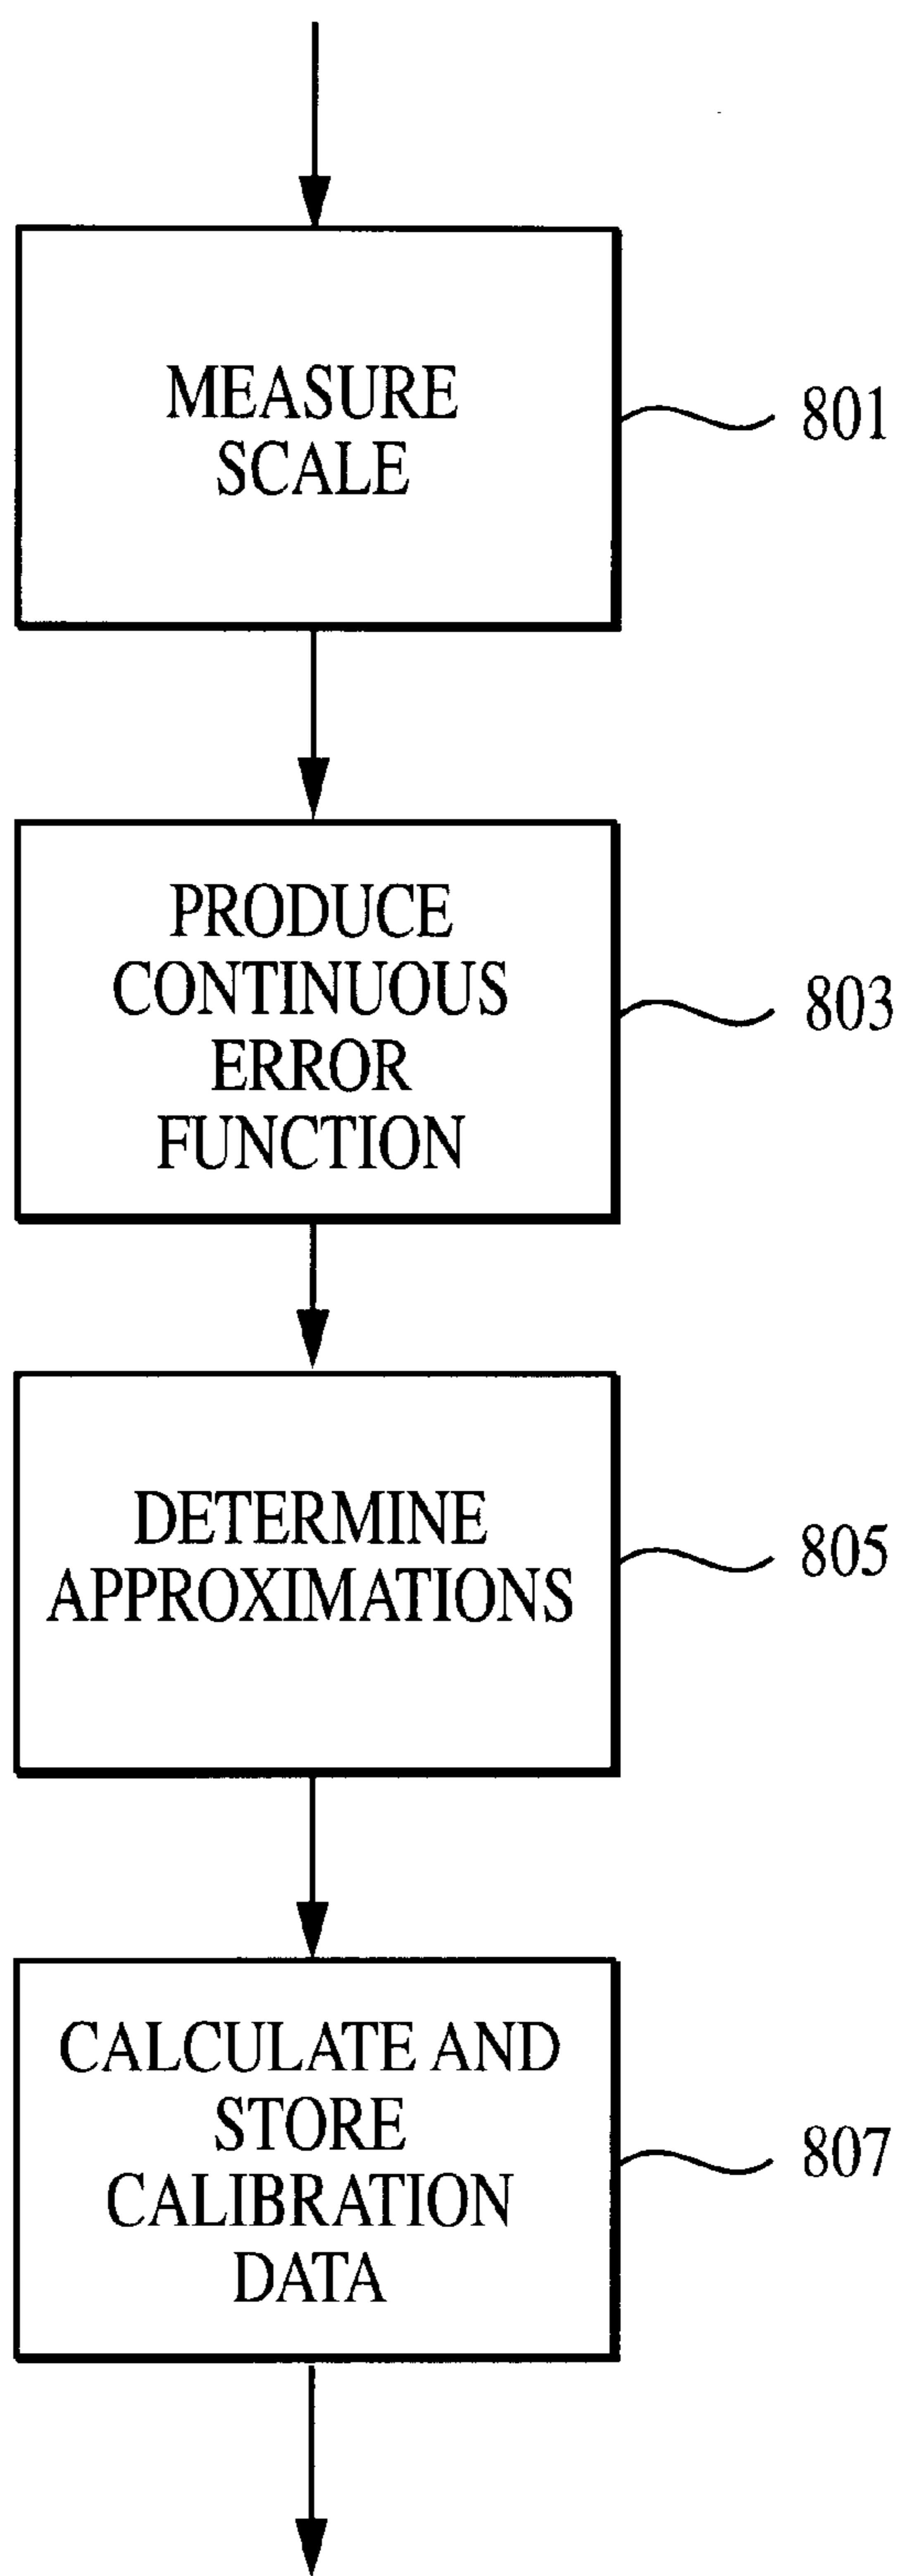 MEASURE
SCALE
801
PRODUCE
CONTINUOUS
ERROR
FUNCTION
803
DETERMINE
APPROXIMATIONS
805
CALCULATE AND
STORE
CALIBRATION
DATA
807